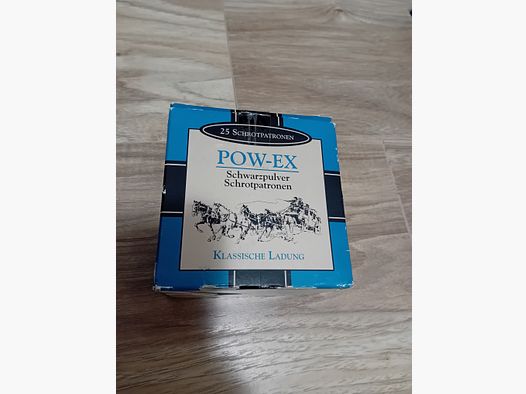 25 SCHROTPATRONEN
POW-EX
Schwarzpulver
Schrotpatronen
KLASSISCHE LADUNG